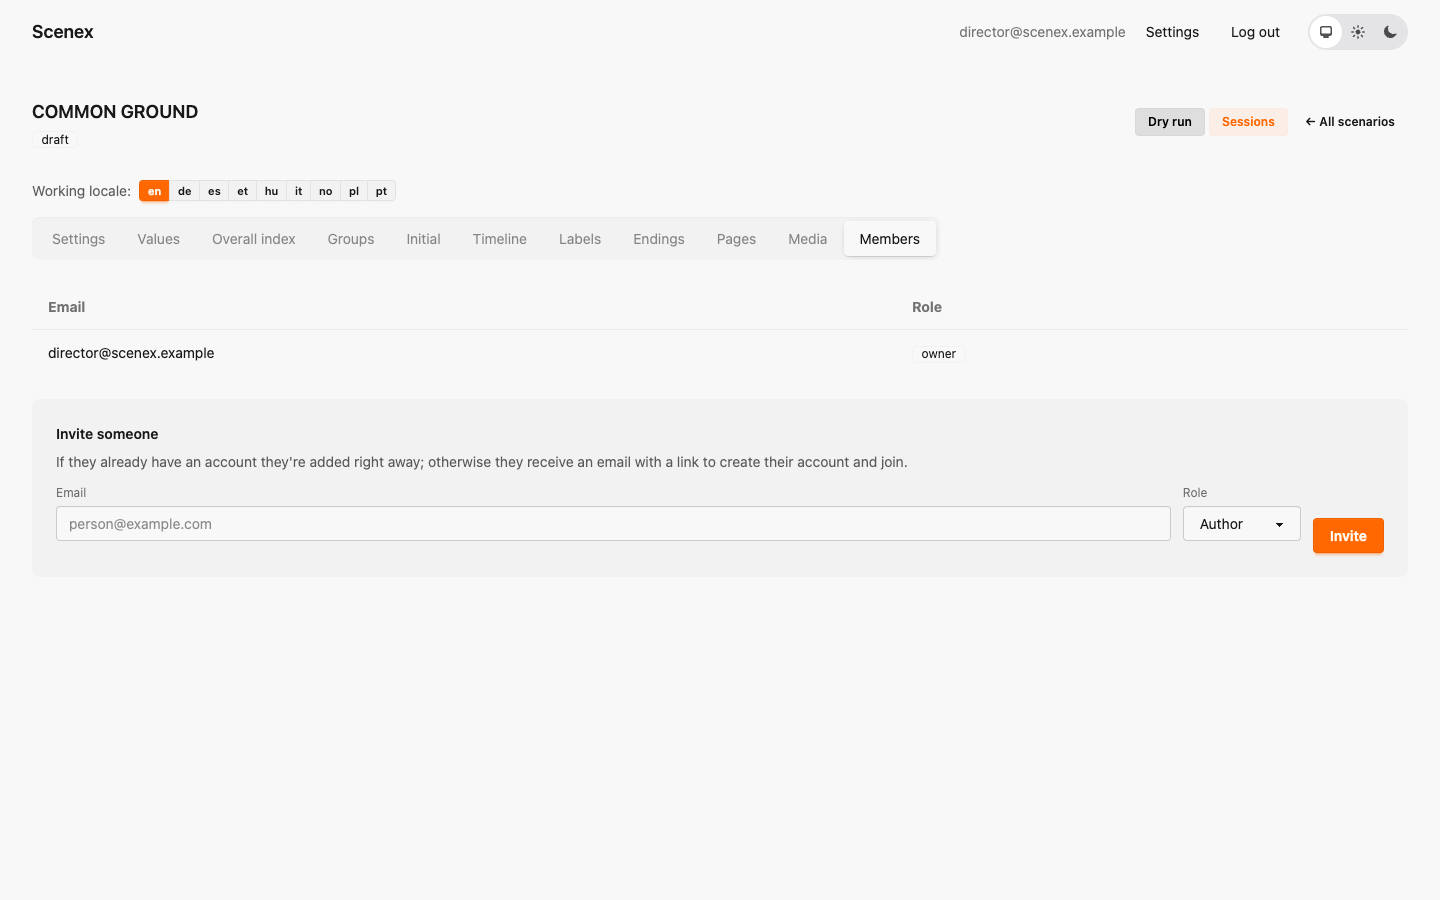 Scenex
director@scenex.example Settings Log out
COMMON GROUND
draft
Dry run Sessions ← All scenarios
Working locale: en de es et hu it no pl pt
Settings Values Overall index Groups Initial Timeline Labels Endings Pages Media Members
Email Role
director@scenex.example owner
Invite someone
If they already have an account they're added right away; otherwise they receive an email with a link to create their account and join.
Email Role
person@example.com Author Invite